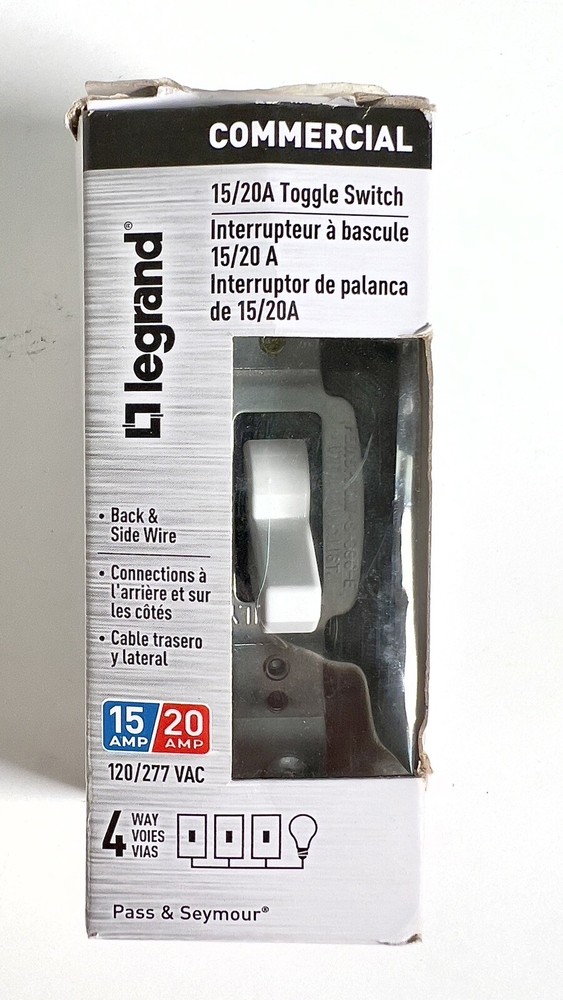 COMMERCIAL
15/20A Toggle Switch
Interrupteur à bascule
15/20 A
Interruptor de palanca
de 15/20A
legrand®
• Back &
Side Wire
• Connections à
l'arrière et sur
les côtés
• Cable trasero
y lateral
15 AMP / 20 AMP
120/277 VAC
4 WAY
VOIES
VIAS
Pass & Seymour®